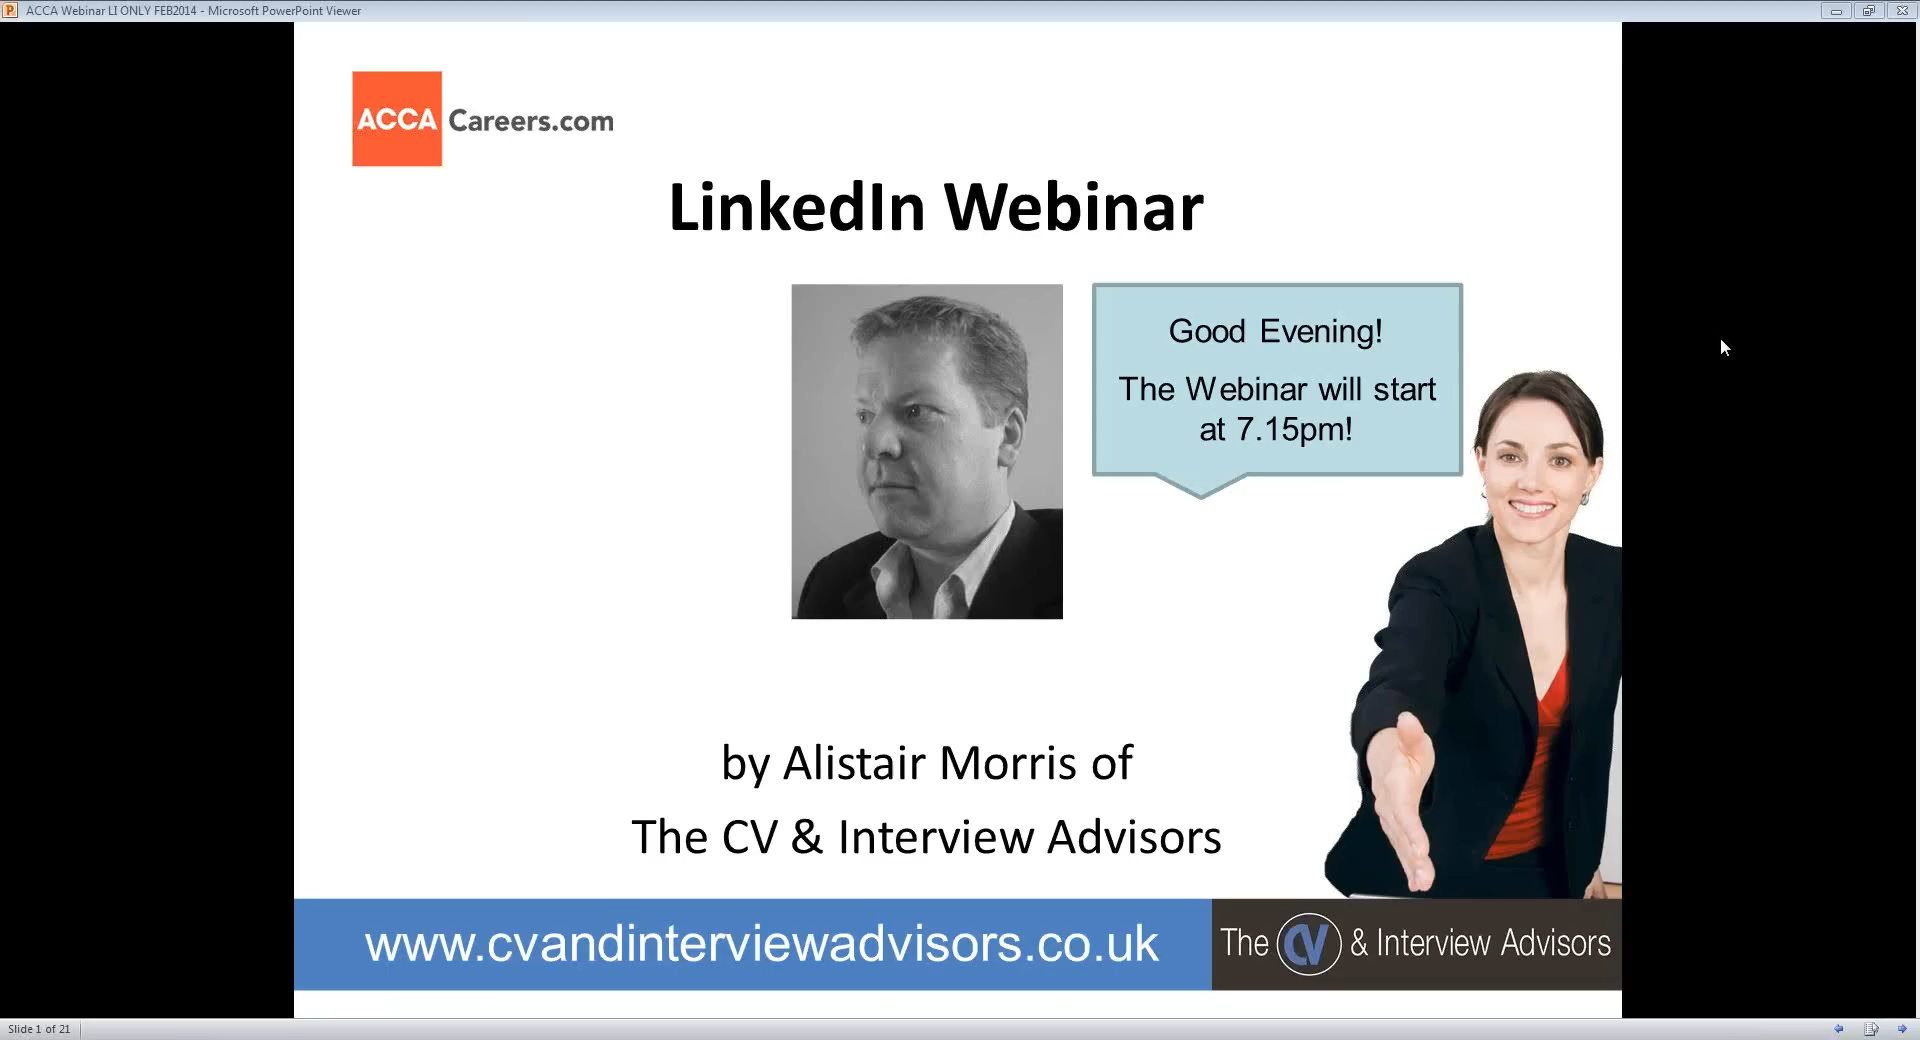 ACCA Webinar LI ONLY FEB2014 - Microsoft PowerPoint Viewer
ACCA Careers.com
LinkedIn Webinar
Good Evening!
The Webinar will start
at 7.15pm!
by Alistair Morris of
The CV & Interview Advisors
www.cvandinterviewadvisors.co.uk
The CV & Interview Advisors
Slide 1 of 21